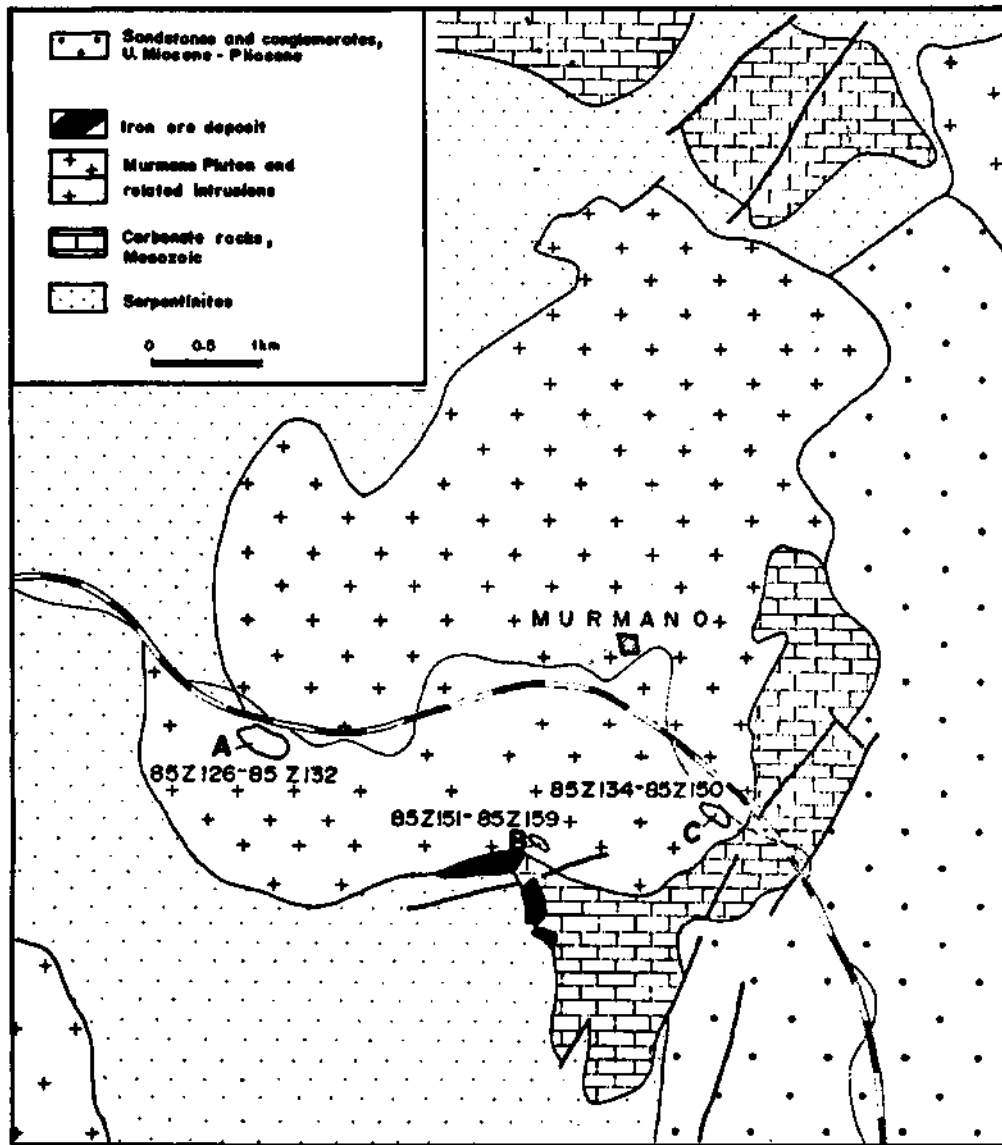 Sandstones and conglomerates,
U. Miocene - Pliocene
Iron ore deposit
Murmano Pluton and
related intrusions
Carbonate rocks,
Mesozoic
Serpentinites
0 0.5 1km
MURMANO
A
85Z126-85Z132
85Z134-85Z150
85Z151-85Z159
B
C